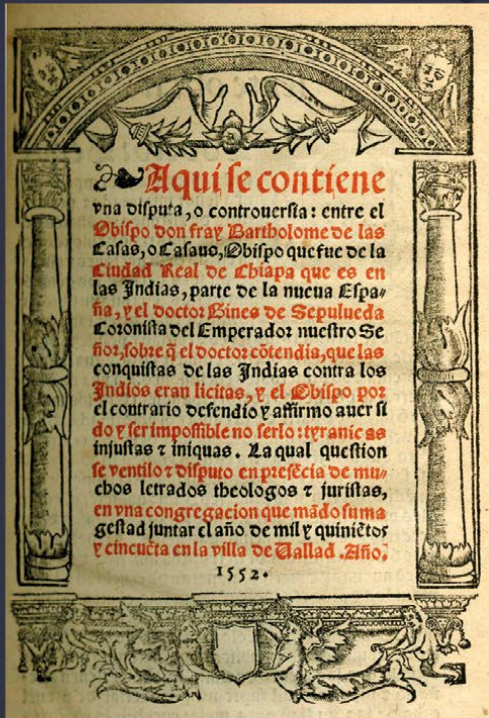 Aqui se contiene
vna disputa, o controuersia: entre el
Obispo don fray Bartholome de las
Casas, o Casaus, Obispo que fue de la
Ciudad Real de Chiapa que es en
las Indias, parte de la nueua Espa-
ña, y el doctor Gines de Sepulueda
Coronista del Emperador nuestro Se
ñor, sobre q̃ el doctor cõtendia, que las
conquistas de las Indias contra los
Indios eran licitas, y el Obispo por
el contrario defendio y affirmo auer si
do y ser impossible no serlo: tyranicas
injustas ⁊ iniquas. La qual question
se ventilo ⁊ disputo en presẽcia de mu-
chos letrados theologos ⁊ juristas,
en vna congregacion que mãdo su ma
gestad juntar el año de mil y quiniẽtos
y cincuẽta en la villa de Vallad. Año.
1552.